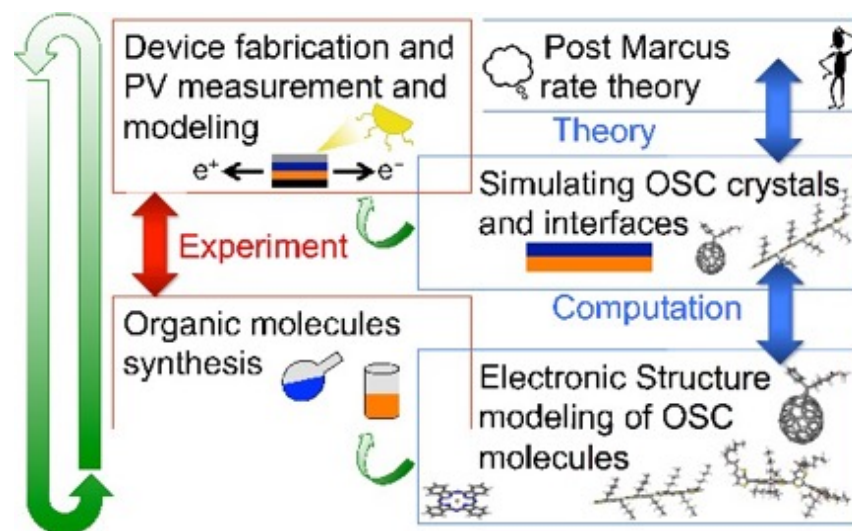 Device fabrication and
PV measurement and
modeling
e⁺
e⁻
Experiment
Organic molecules
synthesis
Post Marcus
rate theory
Theory
Simulating OSC crystals
and interfaces
Computation
Electronic Structure
modeling of OSC
molecules